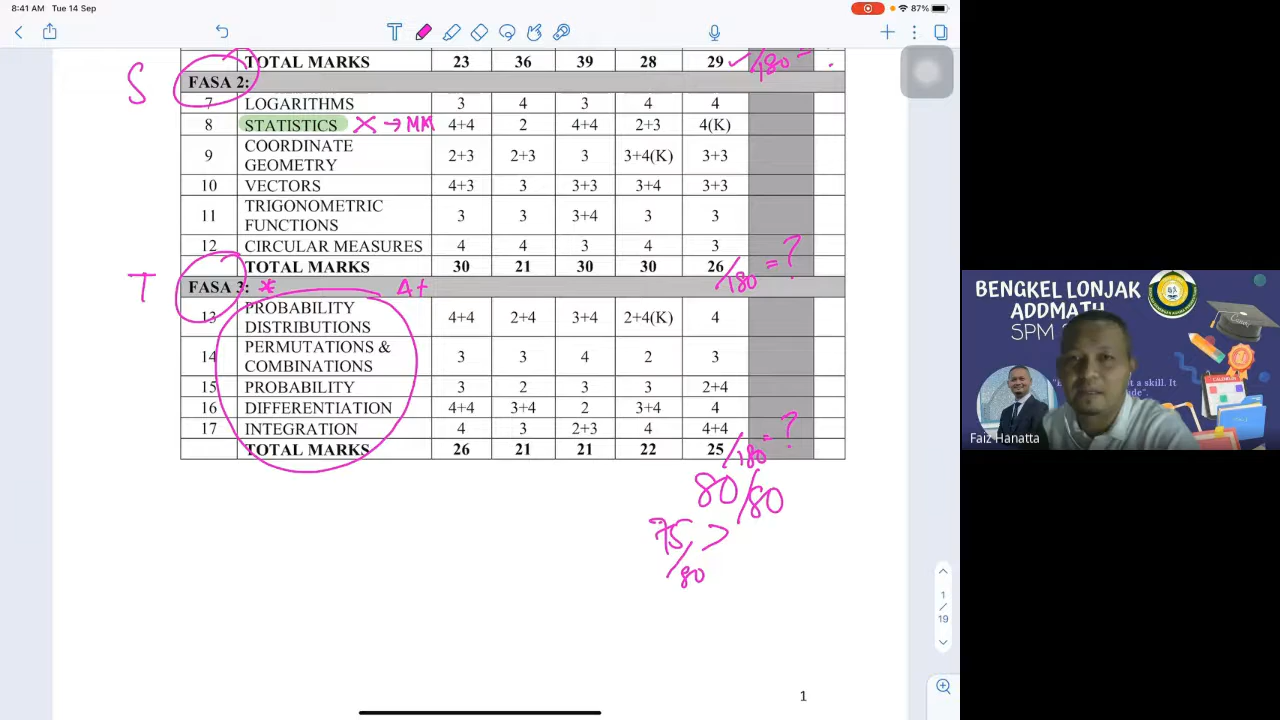 8:41 AM Tue 14 Sep
87%
TOTAL MARKS 23 36 39 28 29 /180 = ?
S
FASA 2:
7 LOGARITHMS 3 4 3 4 4
8 STATISTICS X → MM 4+4 2 4+4 2+3 4(K)
9 COORDINATE GEOMETRY 2+3 2+3 3 3+4(K) 3+3
10 VECTORS 4+3 3 3+3 3+4 3+3
11 TRIGONOMETRIC FUNCTIONS 3 3 3+4 3 3
12 CIRCULAR MEASURES 4 4 3 4 3
TOTAL MARKS 30 21 30 30 26 /180 = ?
T
FASA 3: * A+
13 PROBABILITY DISTRIBUTIONS 4+4 2+4 3+4 2+4(K) 4
14 PERMUTATIONS & COMBINATIONS 3 3 4 2 3
15 PROBABILITY 3 2 3 3 2+4
16 DIFFERENTIATION 4+4 3+4 2 3+4 4
17 INTEGRATION 4 3 2+3 4 4+4
TOTAL MARKS 26 21 21 22 25 /180 = ?
80/80
75/80
1
1
/
19
BENGKEL LONJAK
ADDMATH
SPM
Faiz Hanatta